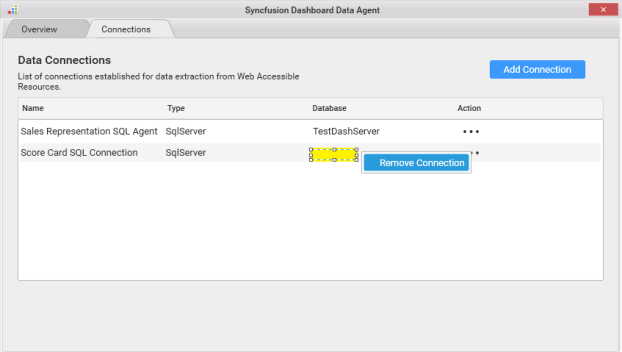 Syncfusion Dashboard Data Agent
Overview Connections
Data Connections
Add Connection
List of connections established for data extraction from Web Accessible
Resources.
Name Type Database Action
Sales Representation SQL Agent SqlServer TestDashServer
Score Card SQL Connection SqlServer
Remove Connection